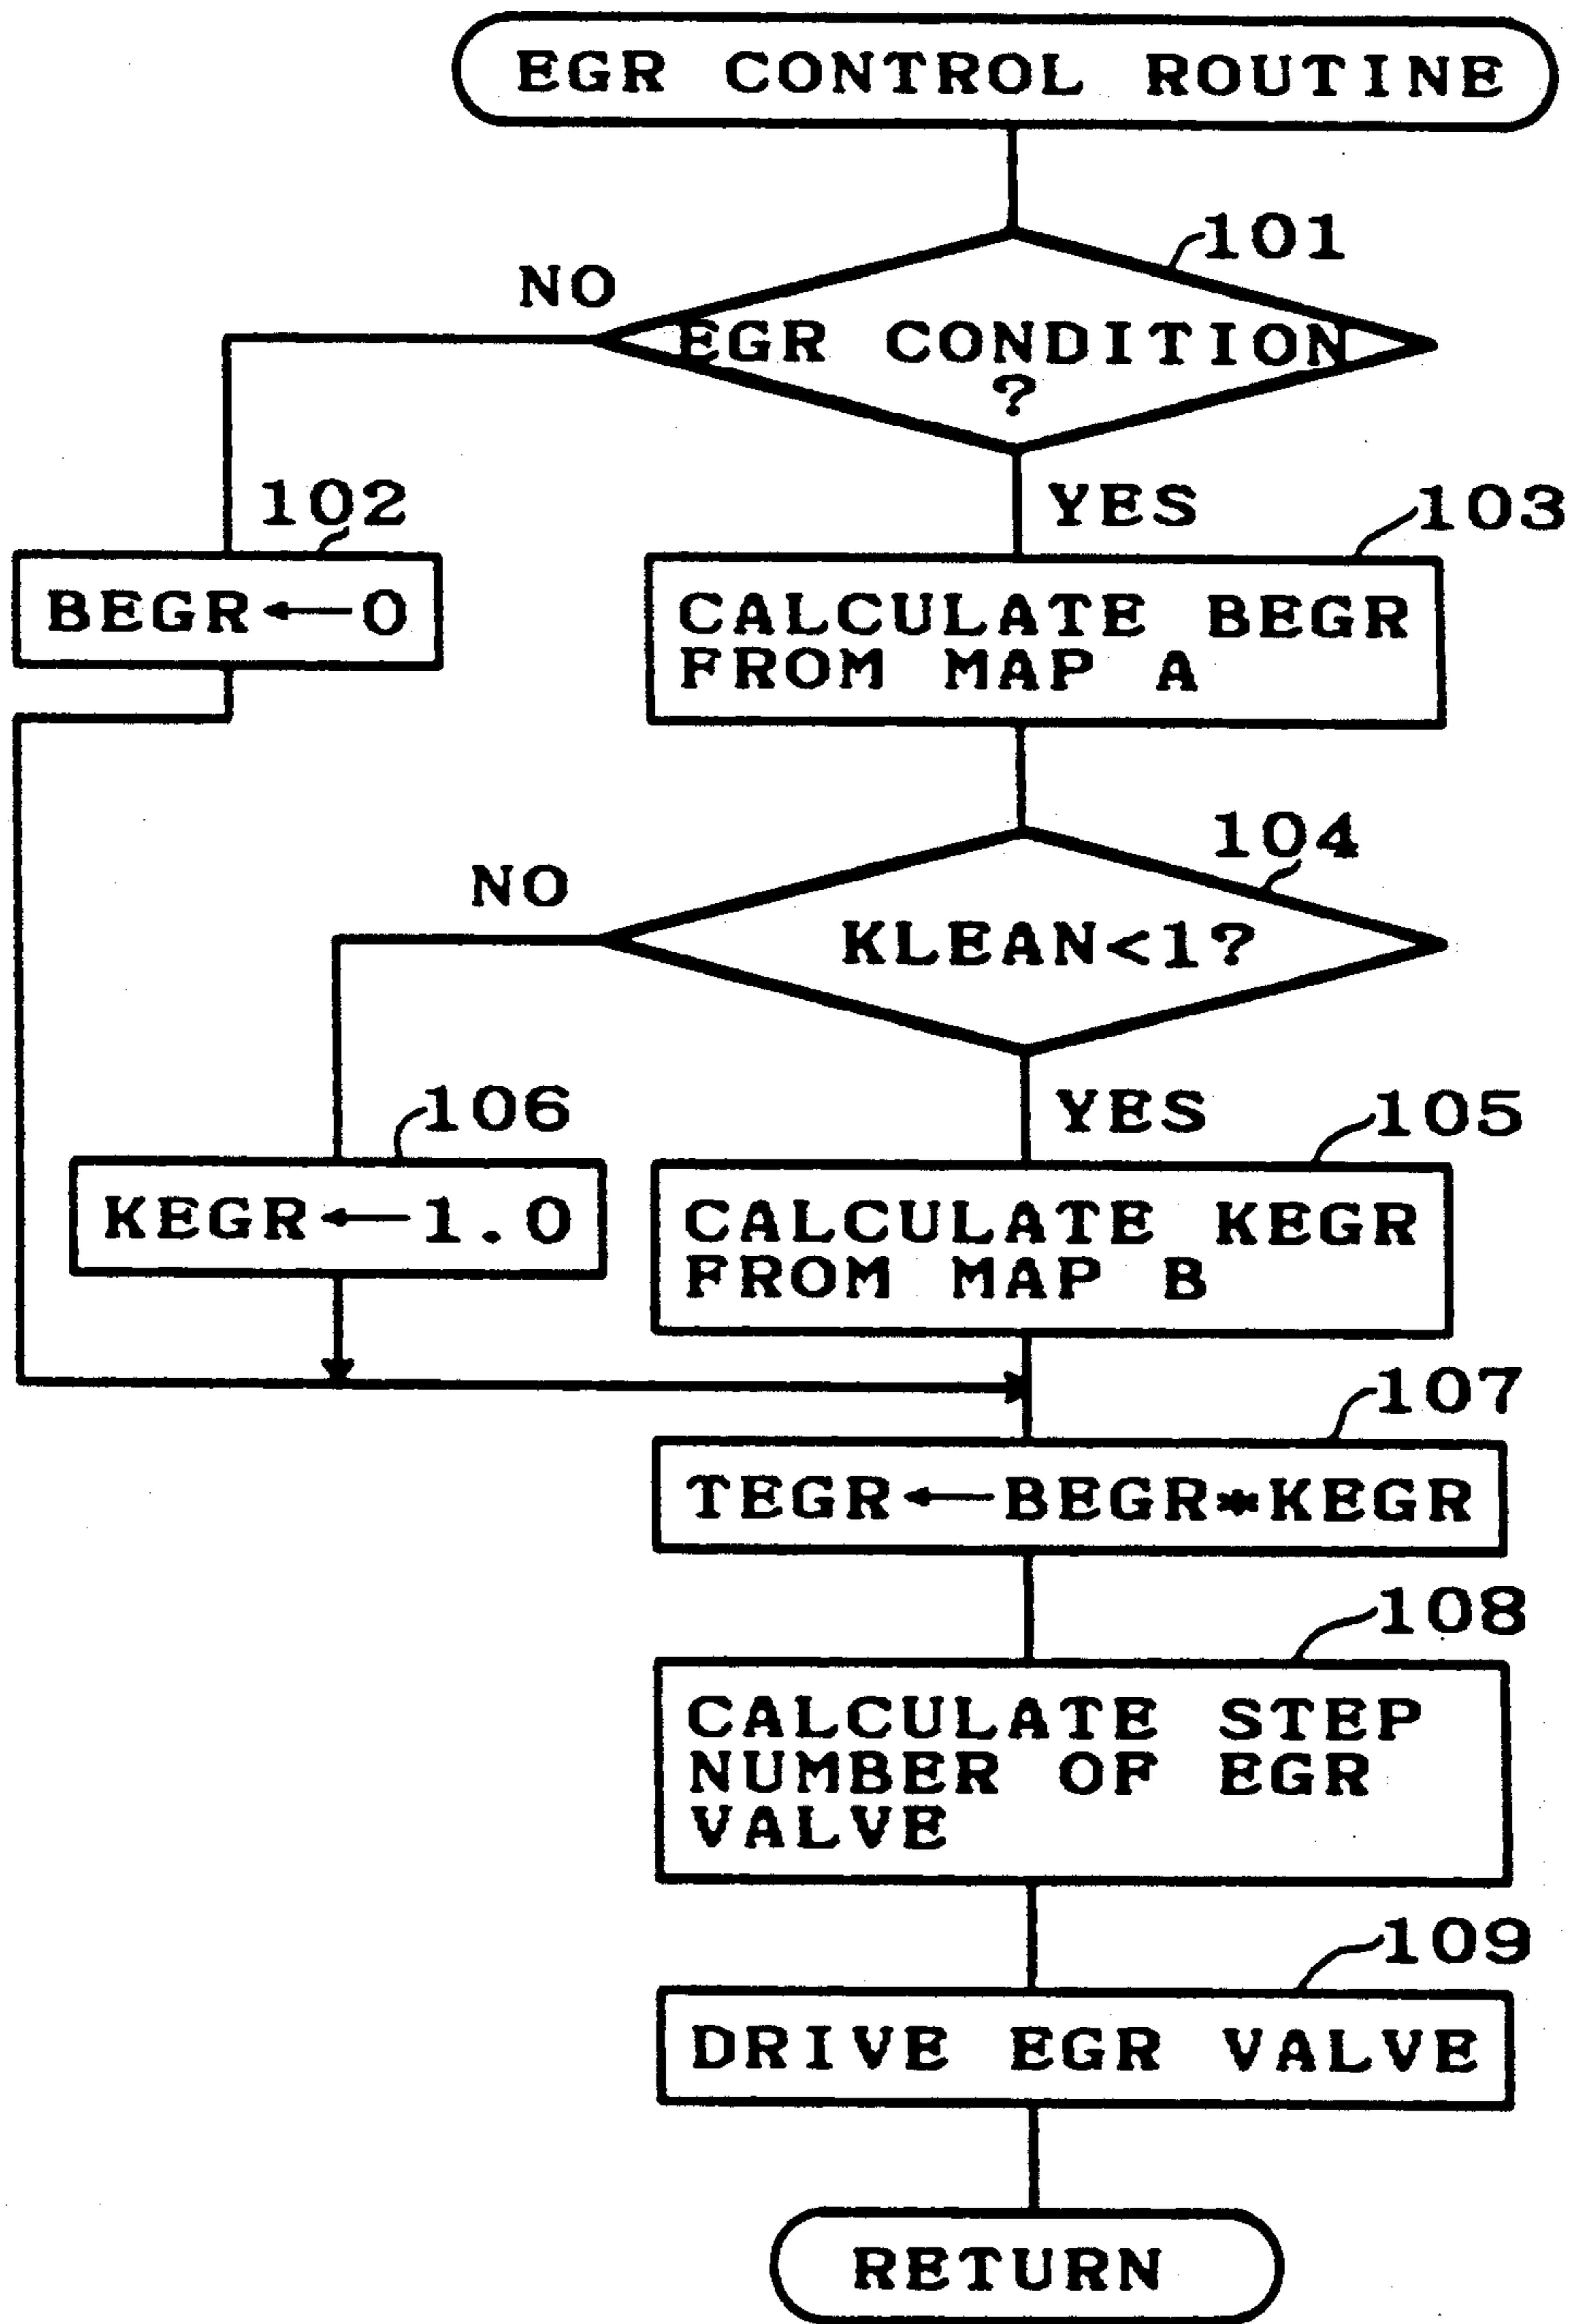 EGR CONTROL ROUTINE
101
NO
EGR CONDITION
?
102
YES
103
BEGR←0
CALCULATE BEGR
FROM MAP A
104
NO
KLEAN<1?
106
YES
105
KEGR←1.0
CALCULATE KEGR
FROM MAP B
107
TEGR←BEGR*KEGR
108
CALCULATE STEP
NUMBER OF EGR
VALVE
109
DRIVE EGR VALVE
RETURN